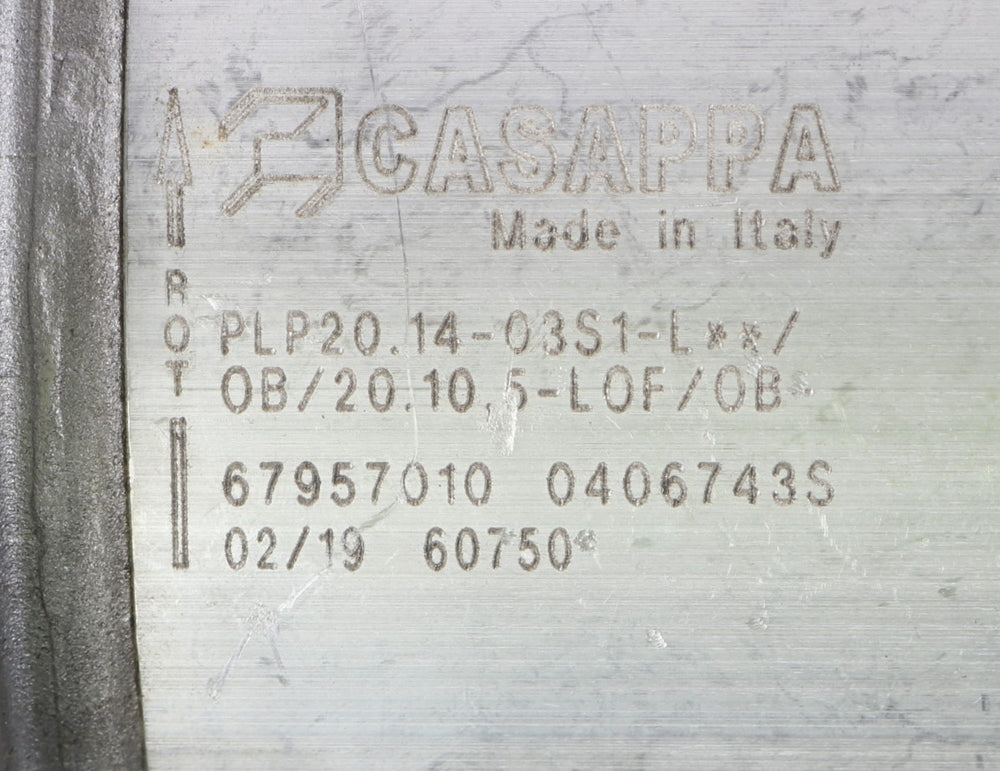 CASAPPA
Made in Italy
ROT
PLP20.14-03S1-L**/
OB/20.10,5-LOF/OB
67957010 0406743S
02/19 60750